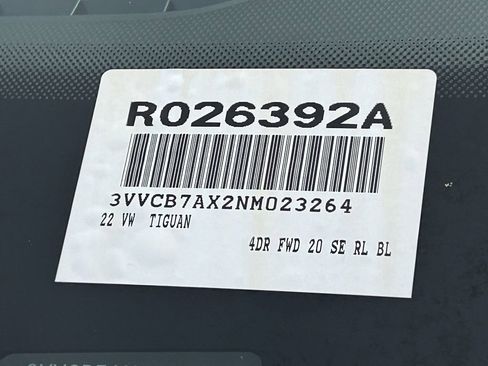 R026392A
3VVCB7AX2NM023264
22 VW TIGUAN
4DR FWD 20 SE RL BL